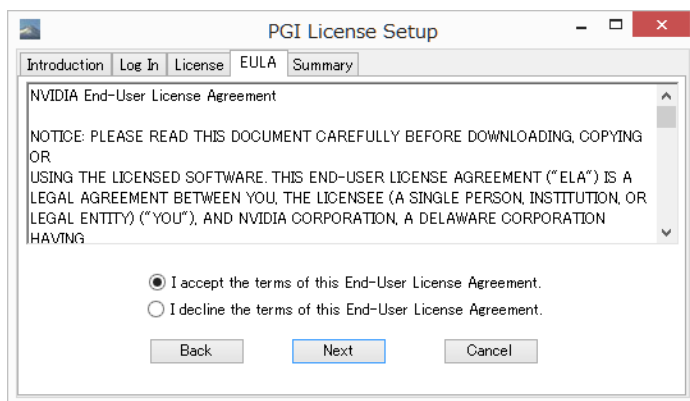 PGI License Setup
Introduction Log In License EULA Summary
NVIDIA End-User License Agreement
NOTICE: PLEASE READ THIS DOCUMENT CAREFULLY BEFORE DOWNLOADING, COPYING
OR
USING THE LICENSED SOFTWARE. THIS END-USER LICENSE AGREEMENT ("ELA") IS A
LEGAL AGREEMENT BETWEEN YOU, THE LICENSEE (A SINGLE PERSON, INSTITUTION, OR
LEGAL ENTITY) ("YOU"), AND NVIDIA CORPORATION, A DELAWARE CORPORATION
HAVING
I accept the terms of this End-User License Agreement.
I decline the terms of this End-User License Agreement.
Back Next Cancel